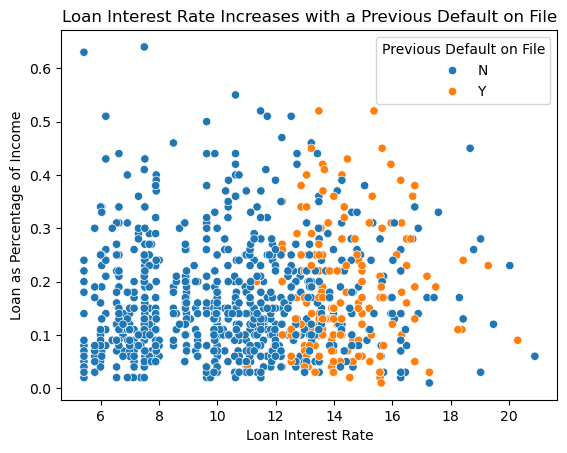 Loan Interest Rate Increases with a Previous Default on File
Previous Default on File
N
Y
Loan as Percentage of Income
0.6
0.5
0.4
0.3
0.2
0.1
0.0
6 8 10 12 14 16 18 20
Loan Interest Rate